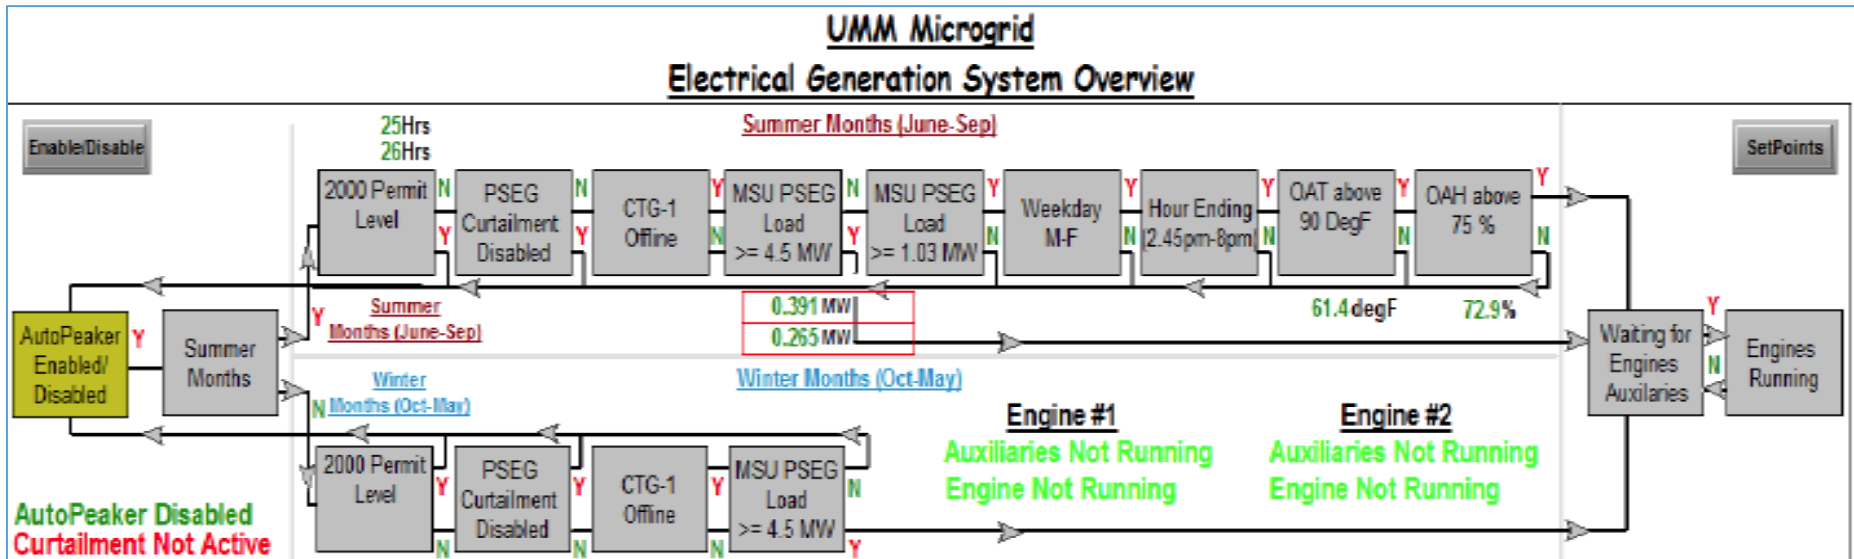 UMM Microgrid
Electrical Generation System Overview
Enable/Disable
25Hrs
26Hrs
Summer Months (June-Sep)
SetPoints
2000 Permit
Level
N
Y
PSEG
Curtailment
Disabled
N
Y
CTG-1
Offline
Y
N
MSU PSEG
Load
>= 4.5 MW
N
Y
MSU PSEG
Load
>= 1.03 MW
Y
N
Weekday
M-F
Y
N
Hour Ending
(2.45pm-8pm)
Y
N
OAT above
90 DegF
Y
N
OAH above
75 %
Y
N
AutoPeaker
Enabled/
Disabled
Y
Summer
Months
Y
Summer
Months (June-Sep)
0.391 MW
0.265 MW
61.4 degF
72.9%
Waiting for
Engines
Auxilaries
Y
N
Engines
Running
N
Winter
Months (Oct-May)
Winter Months (Oct-May)
2000 Permit
Level
Y
N
PSEG
Curtailment
Disabled
Y
N
CTG-1
Offline
Y
N
MSU PSEG
Load
>= 4.5 MW
N
Y
Engine #1
Auxiliaries Not Running
Engine Not Running
Engine #2
Auxiliaries Not Running
Engine Not Running
AutoPeaker Disabled
Curtailment Not Active